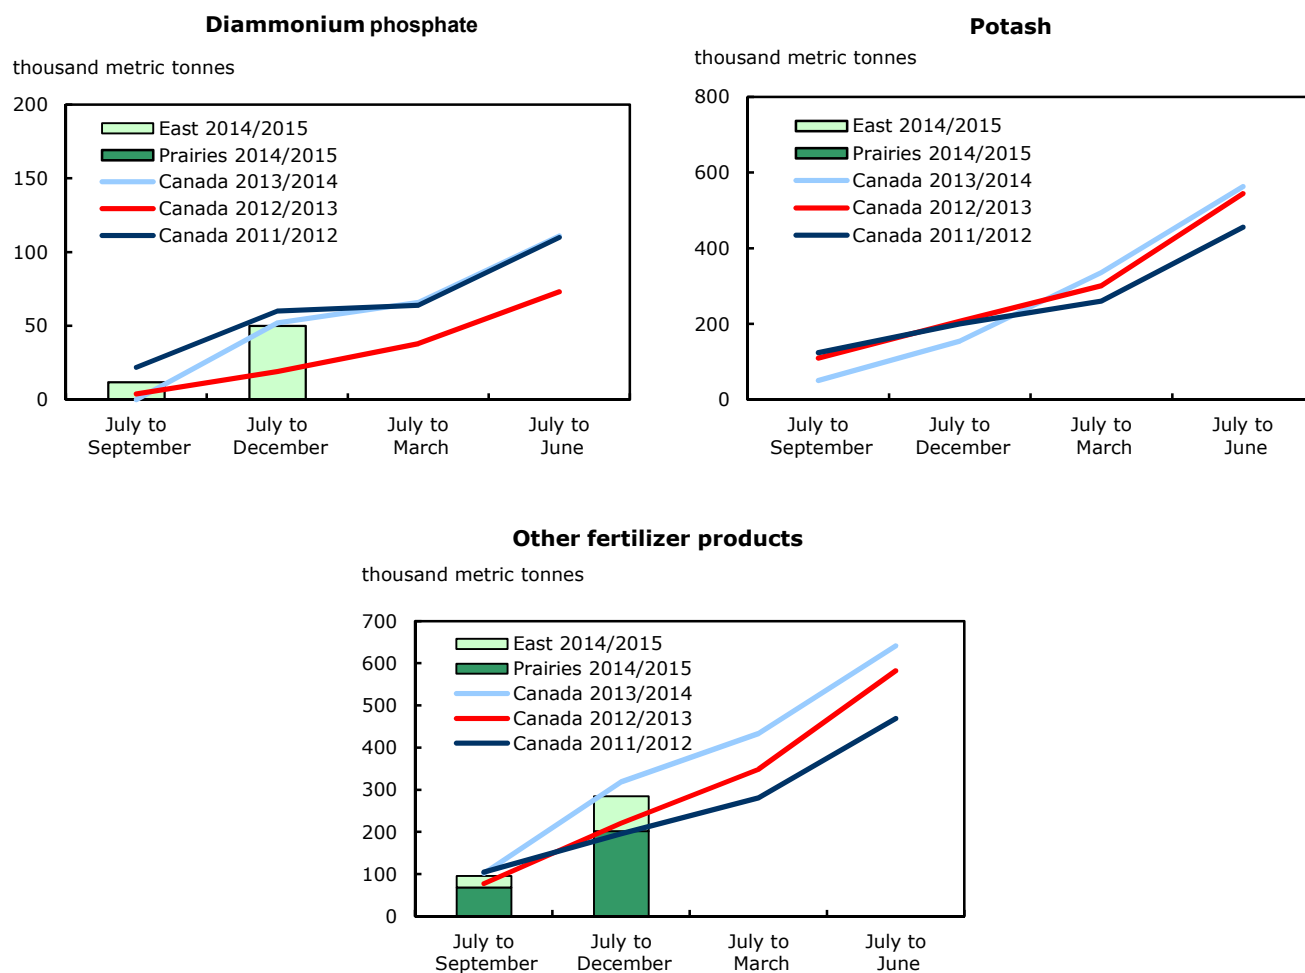 Diammonium phosphate
thousand metric tonnes
200
150
100
50
0
East 2014/2015
Prairies 2014/2015
Canada 2013/2014
Canada 2012/2013
Canada 2011/2012
July to
September
July to
December
July to
March
July to
June
Potash
thousand metric tonnes
800
600
400
200
0
East 2014/2015
Prairies 2014/2015
Canada 2013/2014
Canada 2012/2013
Canada 2011/2012
July to
September
July to
December
July to
March
July to
June
Other fertilizer products
thousand metric tonnes
700
600
500
400
300
200
100
0
East 2014/2015
Prairies 2014/2015
Canada 2013/2014
Canada 2012/2013
Canada 2011/2012
July to
September
July to
December
July to
March
July to
June